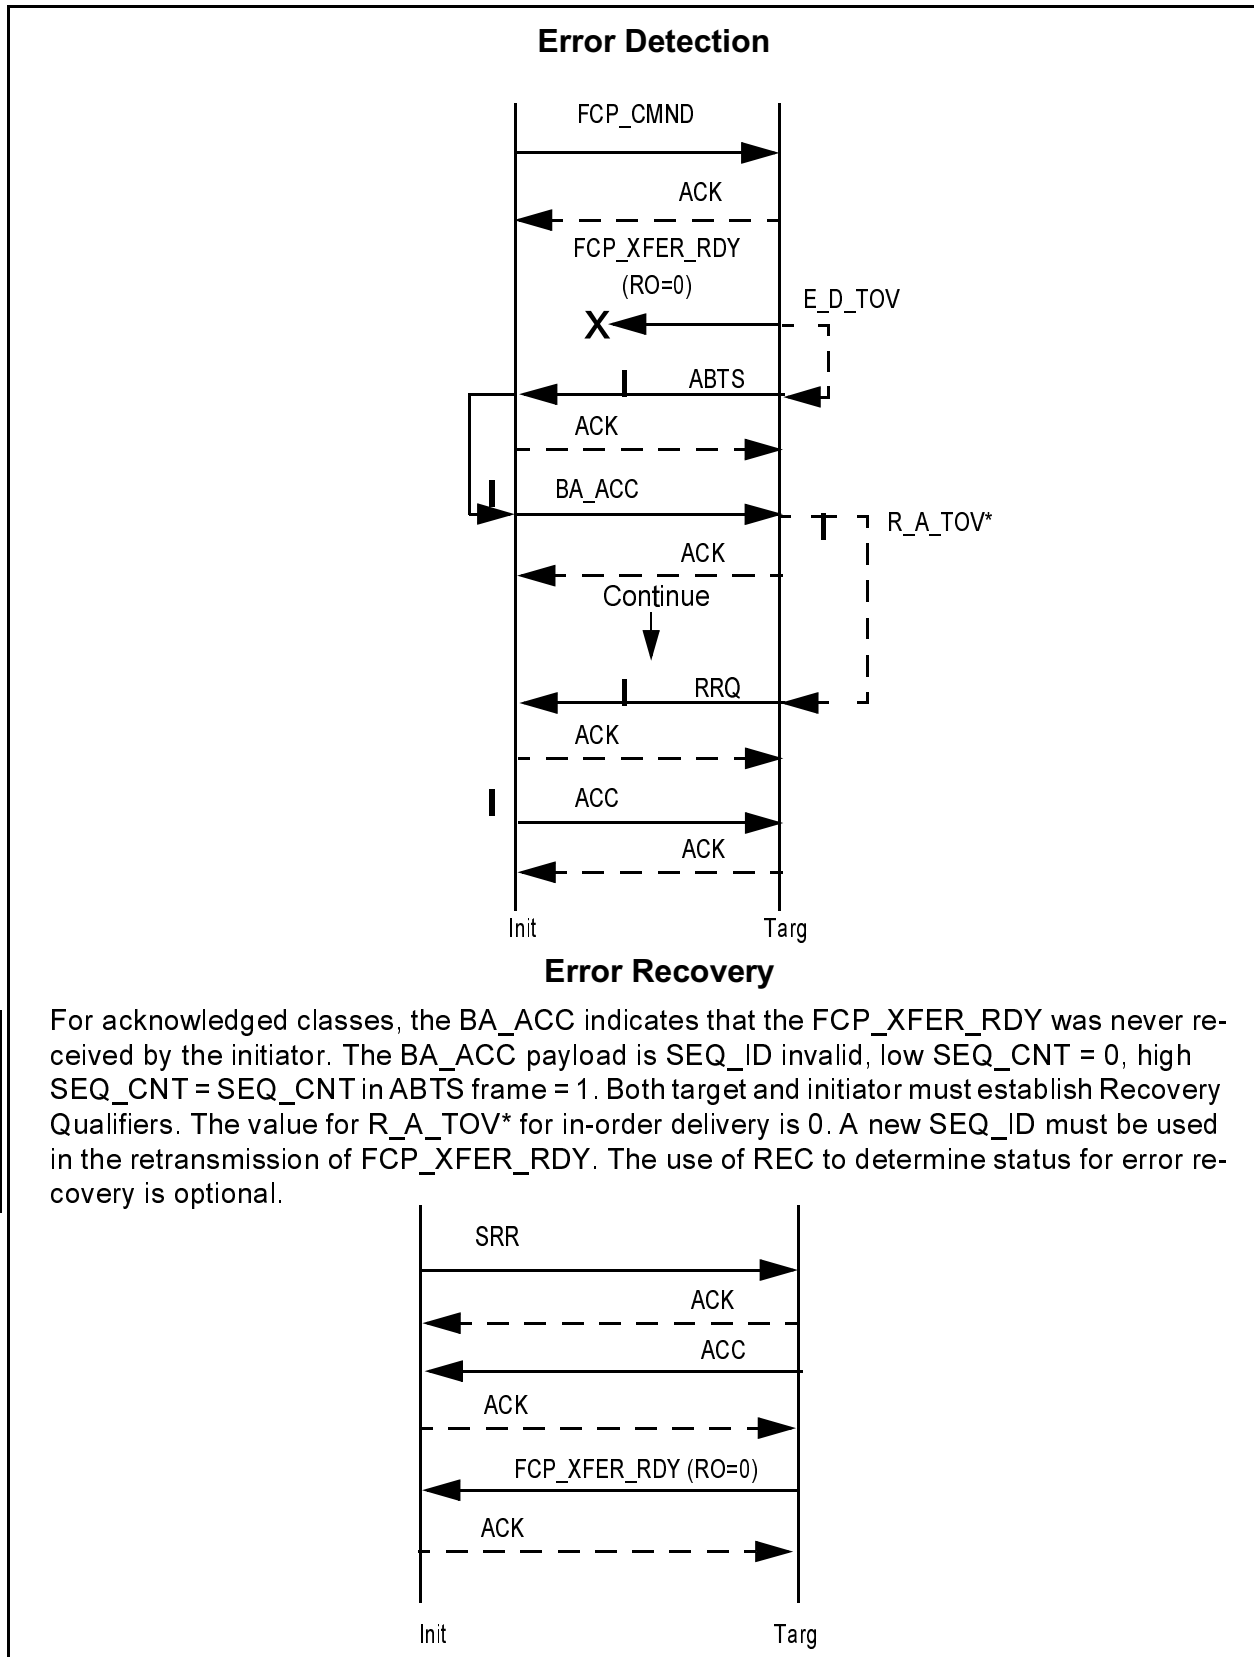 Error Detection
FCP_CMND
ACK
FCP_XFER_RDY
(RO=0)
E_D_TOV
X
ABTS
ACK
BA_ACC
R_A_TOV*
ACK
Continue
RRQ
ACK
ACC
ACK
Init Targ
Error Recovery
For acknowledged classes, the BA_ACC indicates that the FCP_XFER_RDY was never re-
ceived by the initiator. The BA_ACC payload is SEQ_ID invalid, low SEQ_CNT = 0, high
SEQ_CNT = SEQ_CNT in ABTS frame = 1. Both target and initiator must establish Recovery
Qualifiers. The value for R_A_TOV* for in-order delivery is 0. A new SEQ_ID must be used
in the retransmission of FCP_XFER_RDY. The use of REC to determine status for error re-
covery is optional.
SRR
ACK
ACC
ACK
FCP_XFER_RDY (RO=0)
ACK
Init Targ